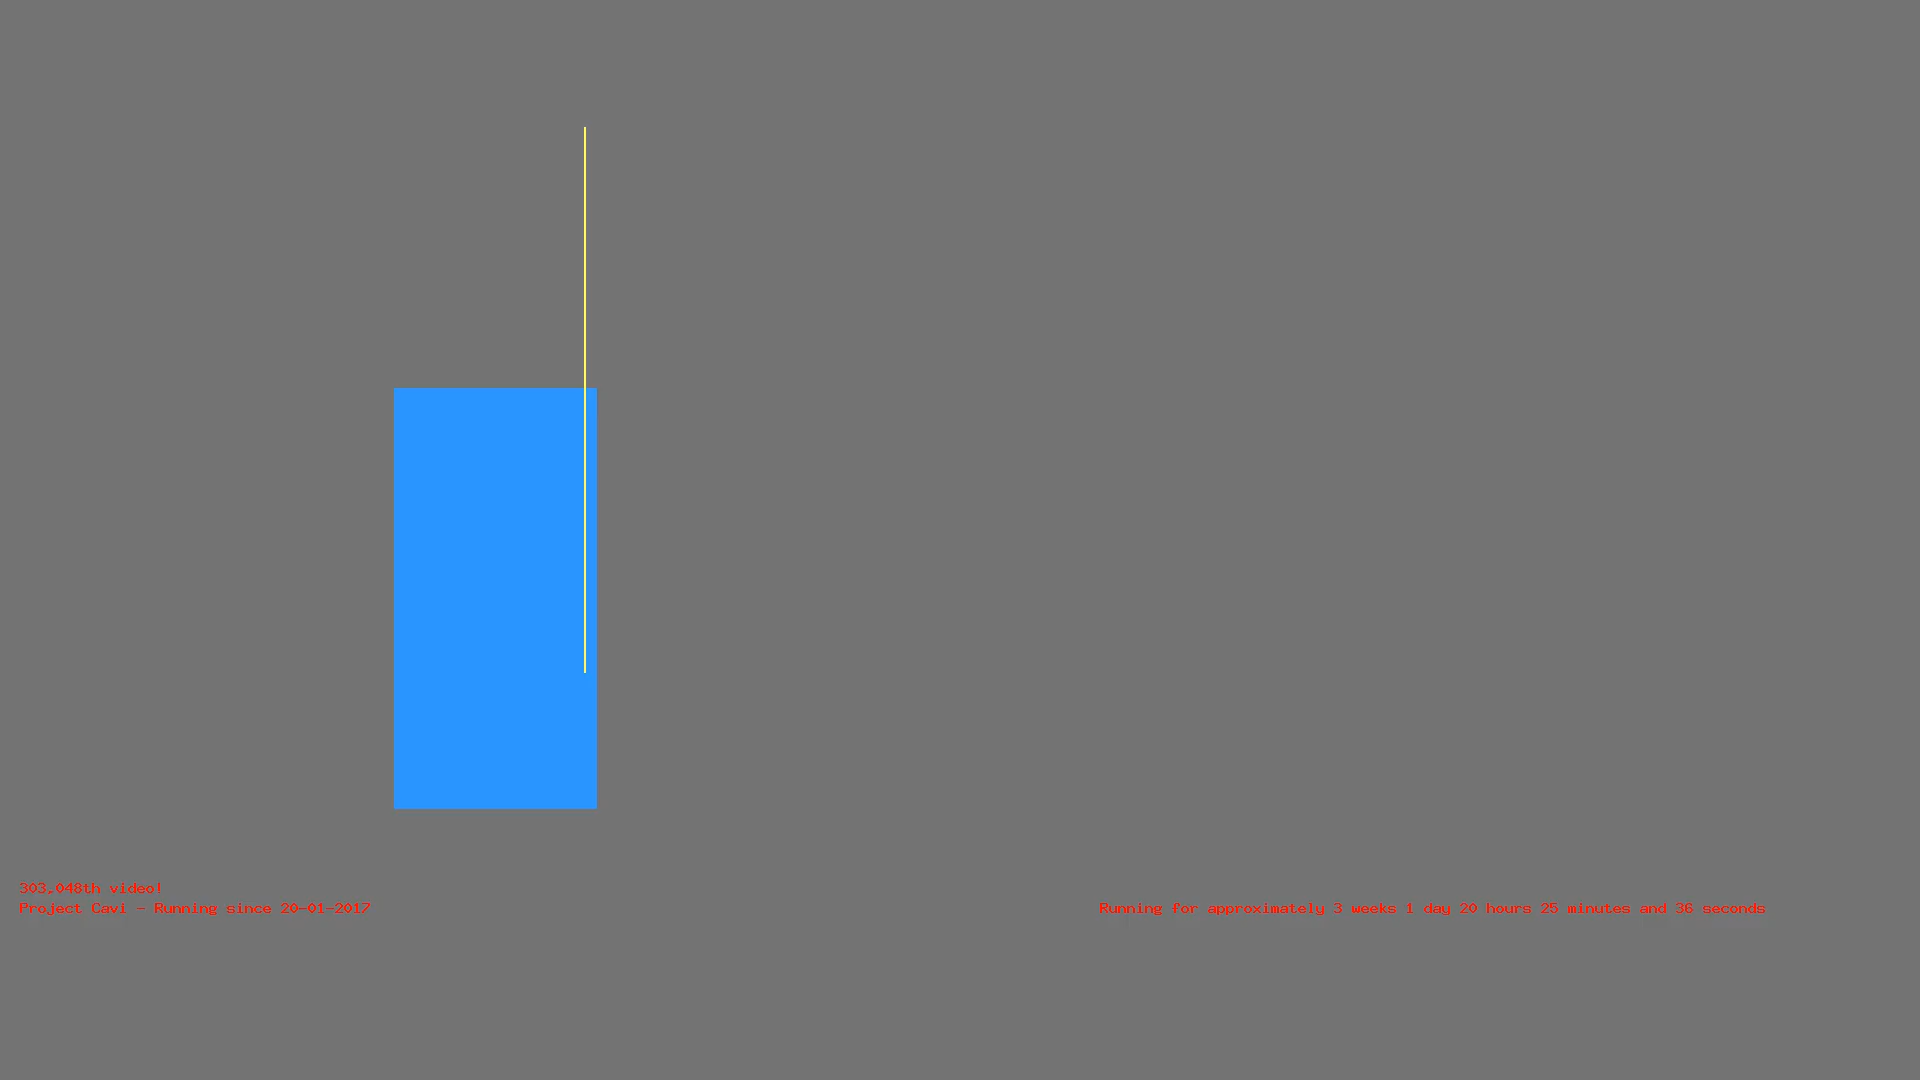 303,048th video!
Project Cavi - Running since 20-01-2017
Running for approximately 3 weeks 1 day 20 hours 25 minutes and 36 seconds